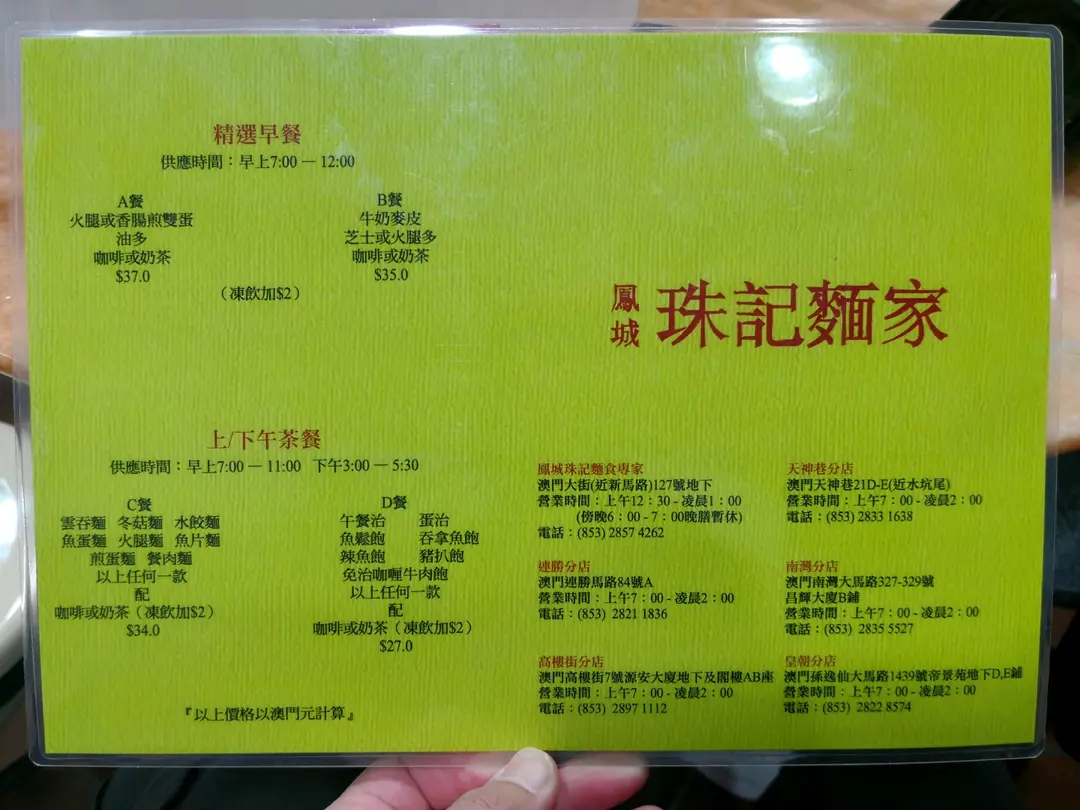 精選早餐
供應時間：早上7:00 — 12:00
A餐
火腿或香腸煎雙蛋
油多
咖啡或奶茶
$37.0
B餐
牛奶麥皮
芝士或火腿多
咖啡或奶茶
$35.0
（凍飲加$2）
上/下午茶餐
供應時間：早上7:00 — 11:00 下午3:00 — 5:30
C餐
雲吞麵 冬菇麵 水餃麵
魚蛋麵 火腿麵 魚片麵
煎蛋麵 餐肉麵
以上任何一款
配
咖啡或奶茶（凍飲加$2）
$34.0
D餐
午餐治 蛋治
魚鬆飽 吞拿魚飽
辣魚飽 豬扒飽
免治咖喱牛肉飽
以上任何一款
配
咖啡或奶茶（凍飲加$2）
$27.0
『以上價格以澳門元計算』
鳳城 珠記麵家
鳳城珠記麵食專家
澳門大街(近新馬路)127號地下
營業時間：上午12：30 - 凌晨1：00
(傍晚6：00 - 7：00晚膳暫休)
電話：(853) 2857 4262
天神巷分店
澳門天神巷21D-E(近水坑尾)
營業時間：上午7：00 - 凌晨2：00
電話：(853) 2833 1638
連勝分店
澳門連勝馬路84號A
營業時間：上午7：00 - 凌晨2：00
電話：(853) 2821 1836
南灣分店
澳門南灣大馬路327-329號
昌輝大廈B鋪
營業時間：上午7：00 - 凌晨2：00
電話：(853) 2835 5527
高樓街分店
澳門高樓街7號源安大廈地下及閣樓AB座
營業時間：上午7：00 - 凌晨2：00
電話：(853) 2897 1112
皇朝分店
澳門孫逸仙大馬路1439號帝景苑地下D,E鋪
營業時間：上午7：00 - 凌晨2：00
電話：(853) 2822 8574